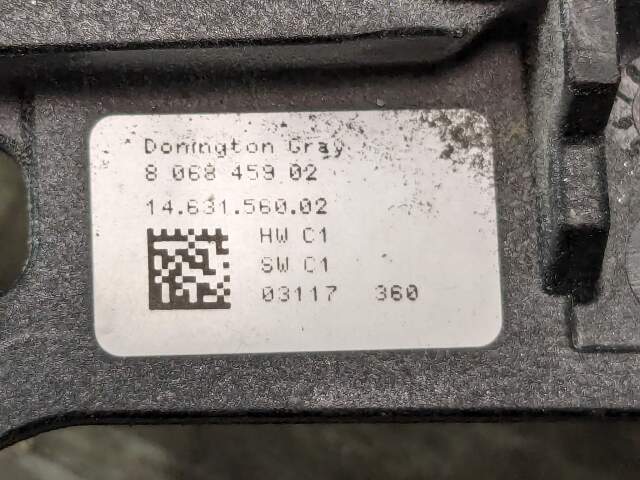 Donington Gray
8 068 459 02
14.631.560.02
HW C1
SW C1
03117 360